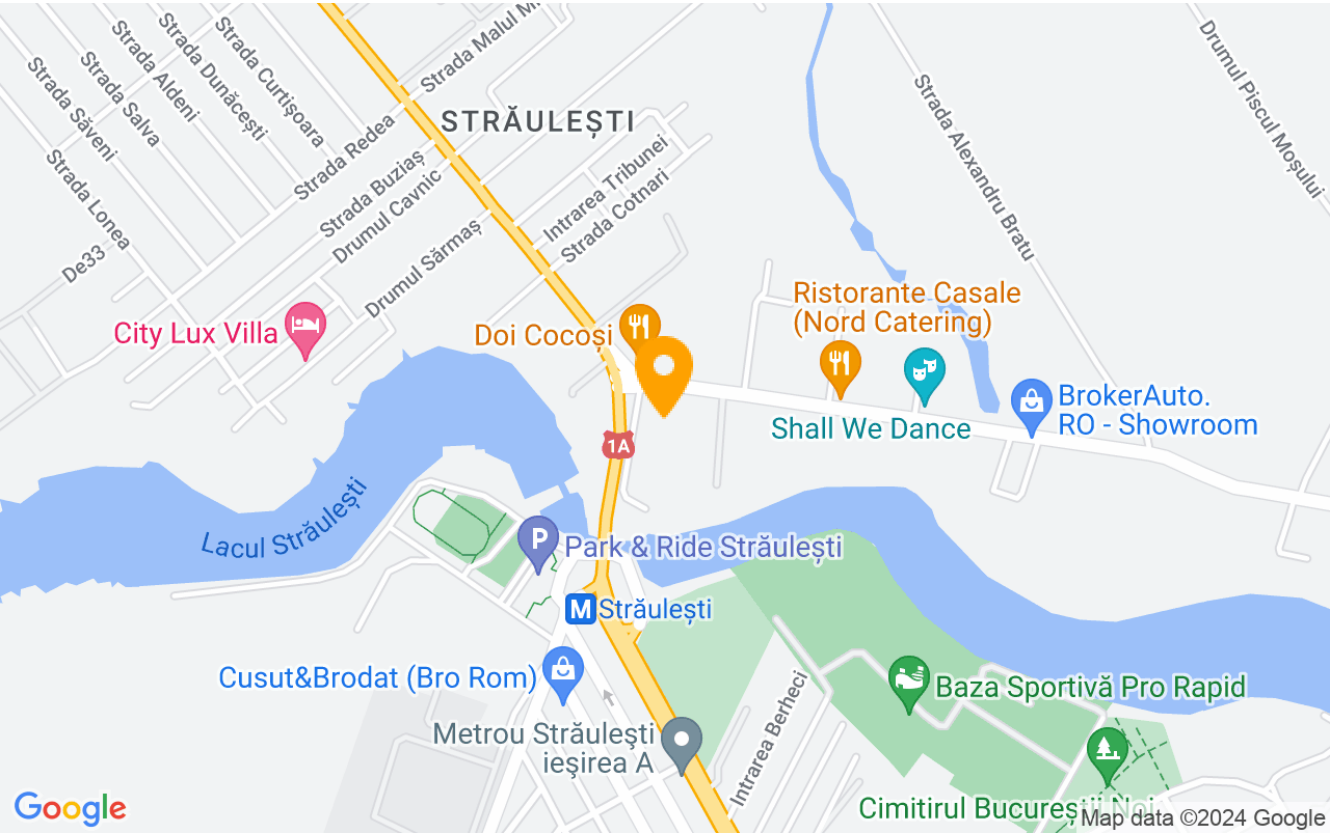 Strada Malul M
Drumul Piscul Moșului
Strada Curtișoara
Strada Dunăcești
Strada Aldeni
Strada Salva
Strada Săveni
Strada Lonea
STRĂULEȘTI
Strada Redea
Strada Buziaș
Drumul Cavnic
Drumul Sărmaș
Intrarea Tribunei
Strada Cotnari
Strada Alexandru Bratu
De33
City Lux Villa
Doi Cocoși
Ristorante Casale
(Nord Catering)
Shall We Dance
BrokerAuto.
RO - Showroom
1A
Lacul Străulești
P
Park & Ride Străulești
M
Străulești
Cusut&Brodat (Bro Rom)
Metrou Străulești
ieșirea A
Intrarea Berheci
Baza Sportivă Pro Rapid
Cimitirul Bucureștii Noi
Google
Map data ©2024 Google